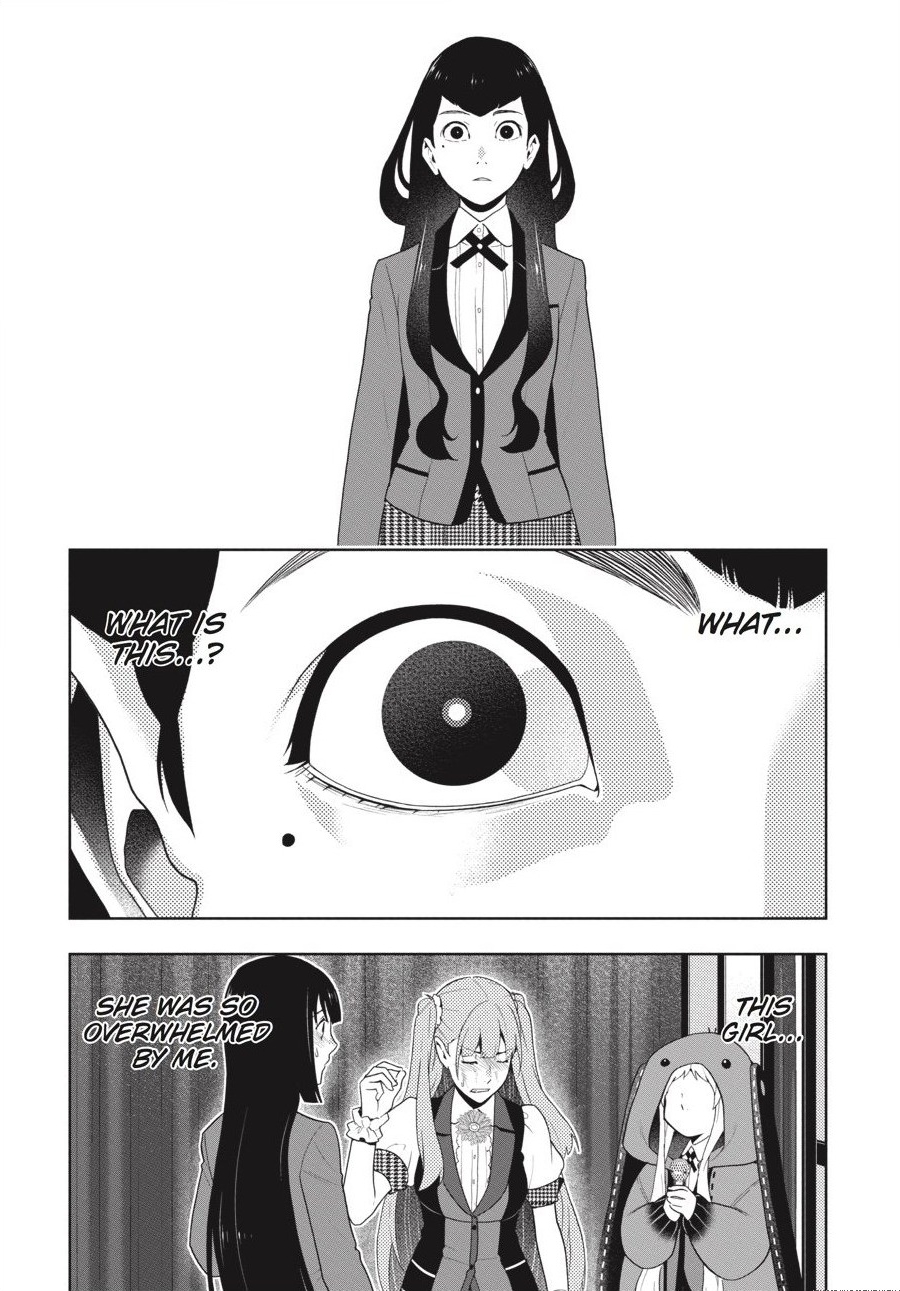 WHAT...
WHAT IS
THIS...?
THIS
GIRL...
SHE WAS SO
OVERWHELMED
BY ME.